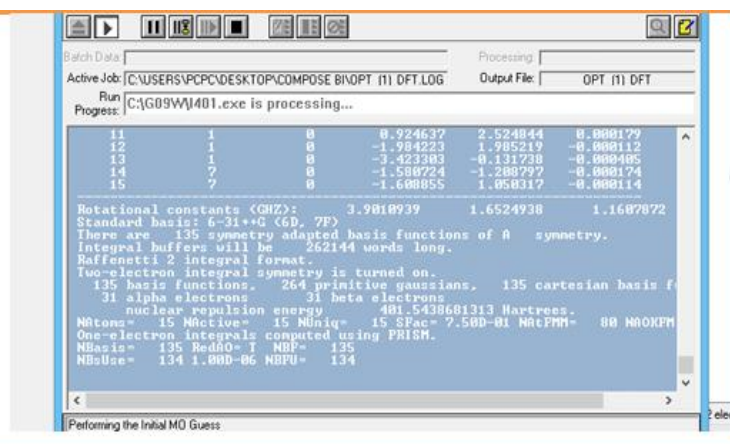 Batch Data:
Processing:
Active Job: C:\USERS\PCPC\DESKTOP\COMPOSE BI\OPT (1) DFT.LOG
Output File: OPT (1) DFT
Run Progress: C:\G09W\l401.exe is processing...
11 1 0 0.924637 2.524844 0.000179
12 1 0 -1.984223 1.985219 -0.000112
13 1 0 -3.423303 -0.131738 -0.000405
14 7 0 -1.580724 -1.208797 -0.000174
15 7 0 -1.608855 1.050317 -0.000114
Rotational constants (GHZ): 3.9010939 1.6524938 1.1607872
Standard basis: 6-31++G (6D, 7F)
There are 135 symmetry adapted basis functions of A symmetry.
Integral buffers will be 262144 words long.
Raffenetti 2 integral format.
Two-electron integral symmetry is turned on.
135 basis functions, 264 primitive gaussians, 135 cartesian basis f
31 alpha electrons 31 beta electrons
nuclear repulsion energy 401.5438681313 Hartrees.
NAtoms= 15 NActive= 15 NUniq= 15 SFac= 7.50D-01 NAtFMM= 80 NAOKFM
One-electron integrals computed using PRISM.
NBasis= 135 RedAO= T NBF= 135
NBsUse= 134 1.00D-06 NBFU= 134
Performing the Initial MO Guess
2 elec